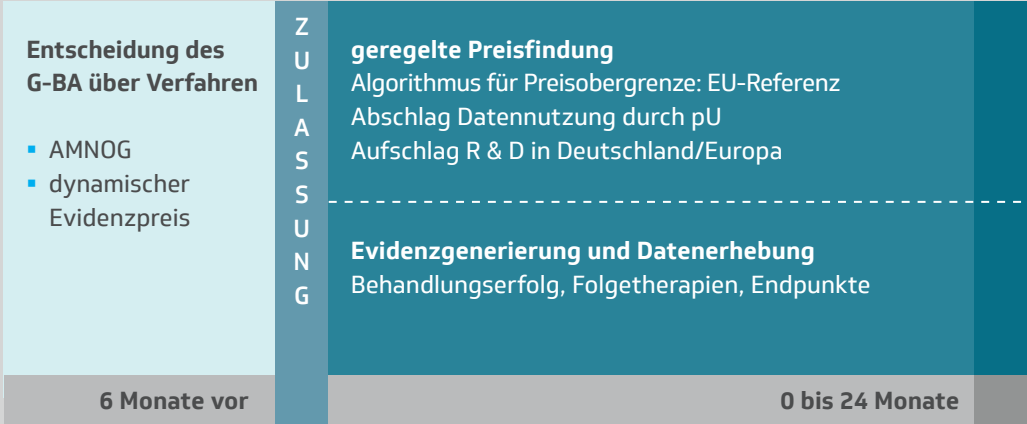 Entscheidung des
G-BA über Verfahren
▪ AMNOG
▪ dynamischer
Evidenzpreis
6 Monate vor
ZULASSUNG
geregelte Preisfindung
Algorithmus für Preisobergrenze: EU-Referenz
Abschlag Datennutzung durch pU
Aufschlag R & D in Deutschland/Europa
Evidenzgenerierung und Datenerhebung
Behandlungserfolg, Folgetherapien, Endpunkte
0 bis 24 Monate